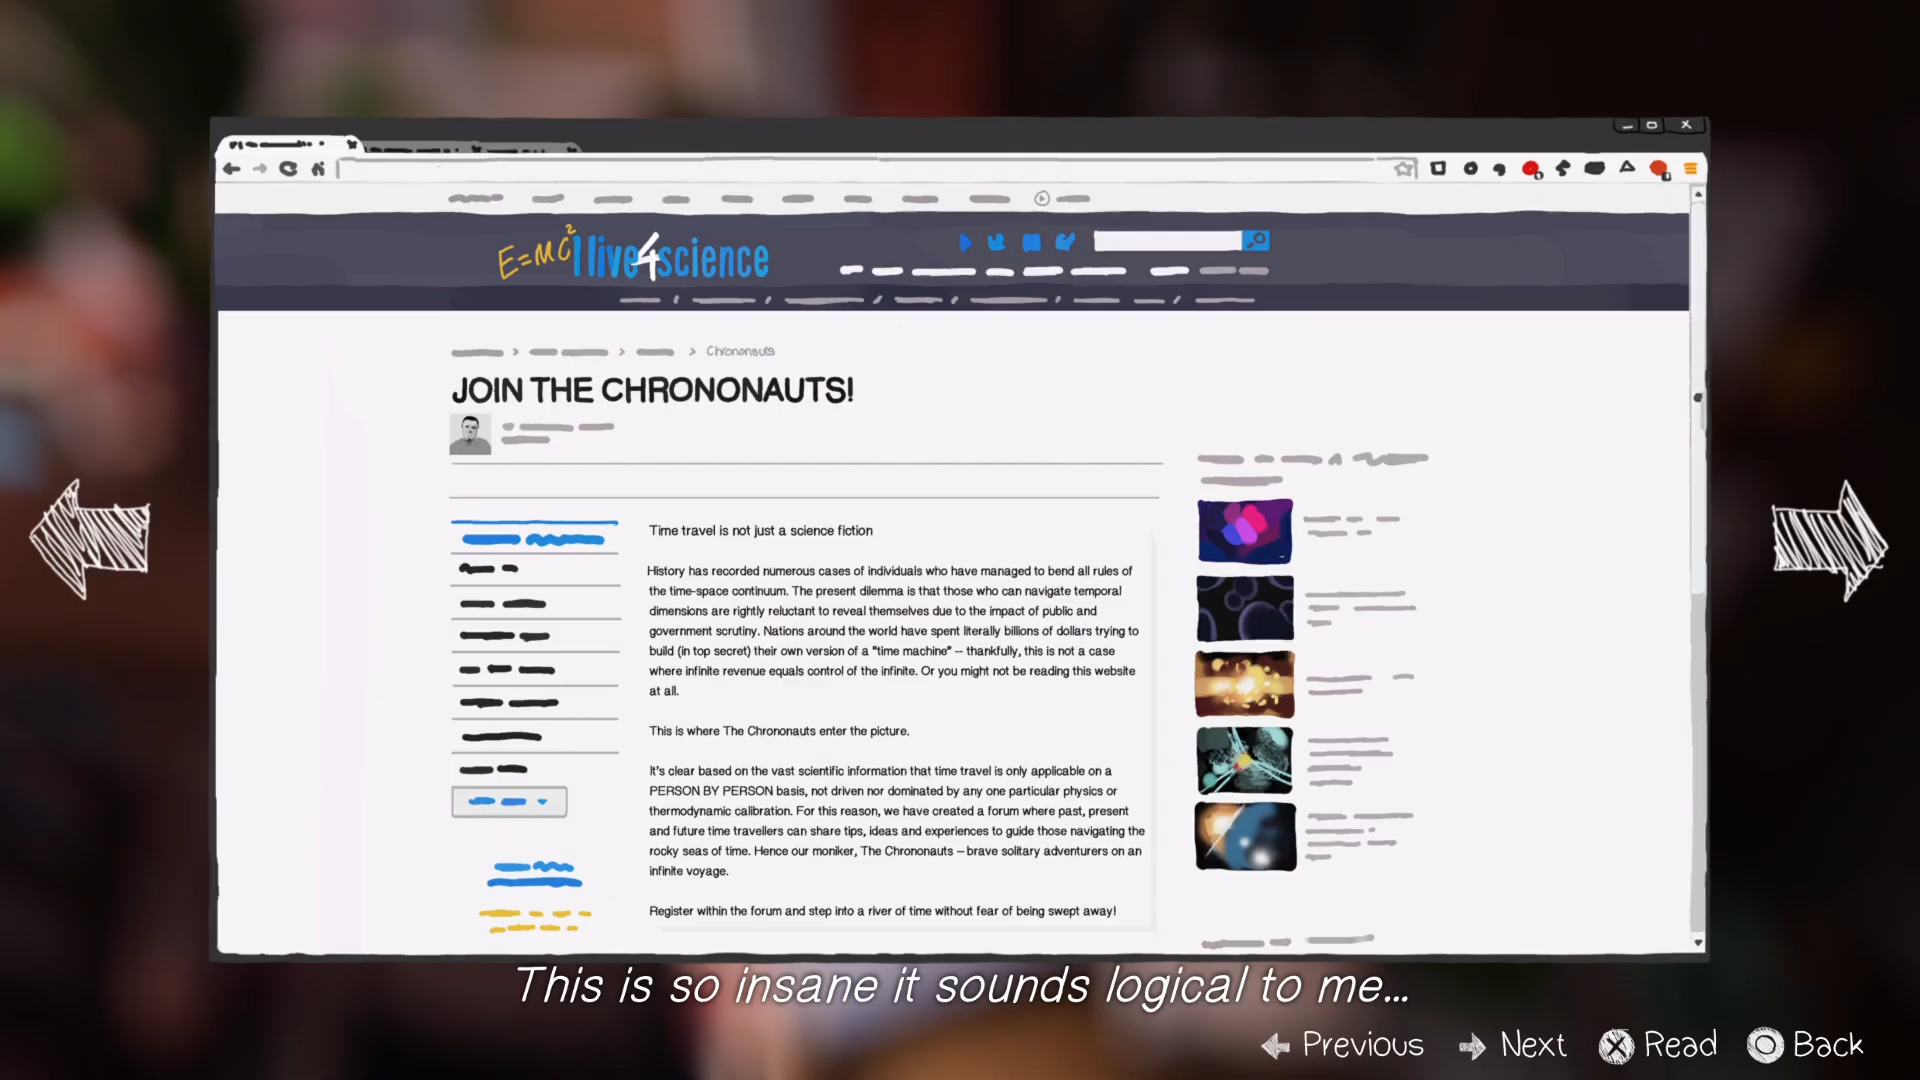 E=MC²
I live4science
Chrononauts
JOIN THE CHRONONAUTS!
Time travel is not just a science fiction
History has recorded numerous cases of individuals who have managed to bend all rules of
the time-space continuum. The present dilemma is that those who can navigate temporal
dimensions are rightly reluctant to reveal themselves due to the impact of public and
government scrutiny. Nations around the world have spent literally billions of dollars trying to
build (in top secret) their own version of a "time machine" -- thankfully, this is not a case
where infinite revenue equals control of the infinite. Or you might not be reading this website
at all.
This is where The Chrononauts enter the picture.
It's clear based on the vast scientific information that time travel is only applicable on a
PERSON BY PERSON basis, not driven nor dominated by any one particular physics or
thermodynamic calibration. For this reason, we have created a forum where past, present
and future time travellers can share tips, ideas and experiences to guide those navigating the
rocky seas of time. Hence our moniker, The Chrononauts – brave solitary adventurers on an
infinite voyage.
Register within the forum and step into a river of time without fear of being swept away!
This is so insane it sounds logical to me...
Previous
Next
Read
Back